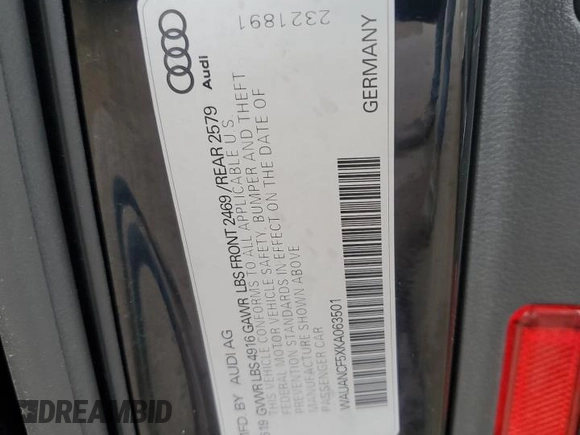 2321891
Audi
GERMANY
MFD BY AUDI AG
GVWR LBS 4916 GAWR LBS FRONT 2469 / REAR 2579
THIS VEHICLE CONFORMS TO ALL APPLICABLE U S
FEDERAL MOTOR VEHICLE SAFETY, BUMPER AND THEFT
PREVENTION STANDARDS IN EFFECT ON THE DATE OF
MANUFACTURE SHOWN ABOVE
PASSENGER CAR
WAUANCF5XKA063501
DREAMBID